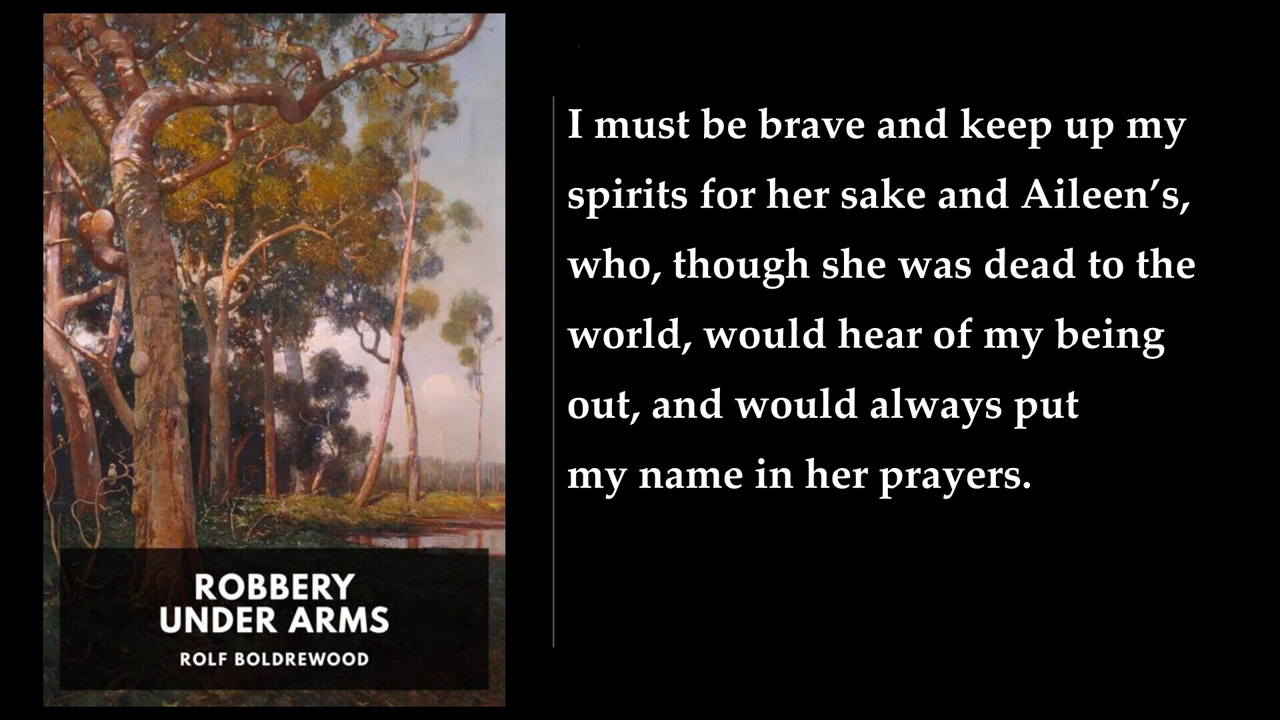 I must be brave and keep up my
spirits for her sake and Aileen’s,
who, though she was dead to the
world, would hear of my being
out, and would always put
my name in her prayers.
ROBBERY
UNDER ARMS
ROLF BOLDREWOOD